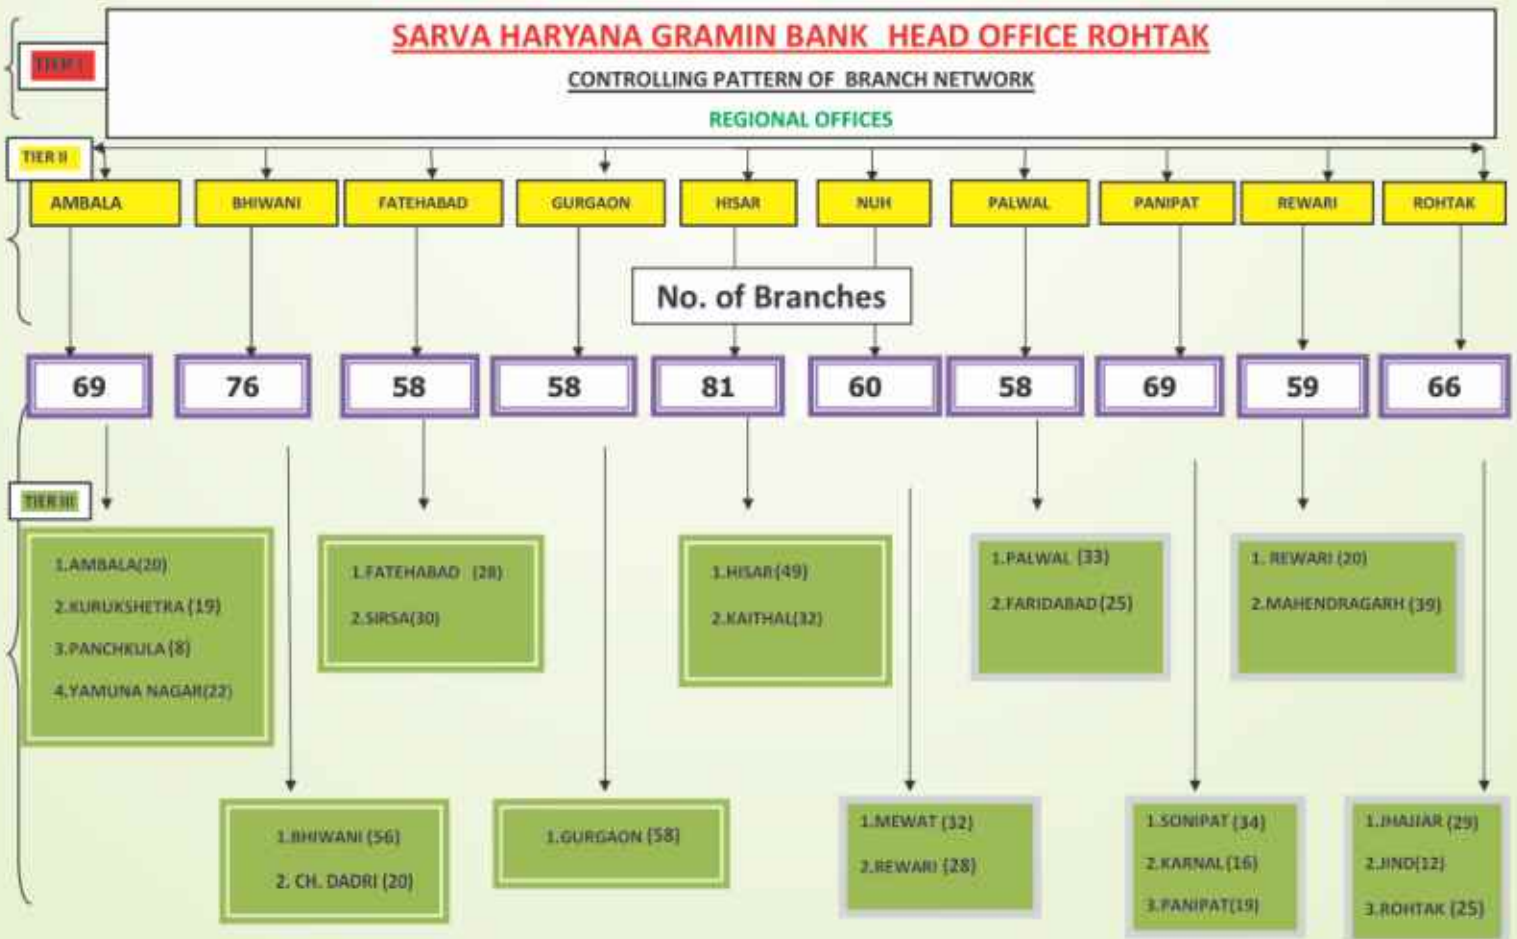 SARVA HARYANA GRAMIN BANK HEAD OFFICE ROHTAK
TIER I
CONTROLLING PATTERN OF BRANCH NETWORK
REGIONAL OFFICES
TIER II
AMBALA
BHIWANI
FATEHABAD
GURGAON
HISAR
NUH
PALWAL
PANIPAT
REWARI
ROHTAK
No. of Branches
69
76
58
58
81
60
58
69
59
66
TIER III
1.AMBALA(20)
2.KURUKSHETRA (19)
3.PANCHKULA (8)
4.YAMUNA NAGAR(22)
1.FATEHABAD (28)
2.SIRSA(30)
1.HISAR(49)
2.KAITHAL(32)
1.PALWAL (33)
2.FARIDABAD (25)
1. REWARI (20)
2.MAHENDRAGARH (39)
1.BHIWANI (56)
2. CH. DADRI (20)
1.GURGAON (58)
1.MEWAT (32)
2.REWARI (28)
1.SONIPAT (34)
2.KARNAL (16)
3.PANIPAT(19)
1.JHAJJAR (29)
2.JIND(12)
3.ROHTAK (25)